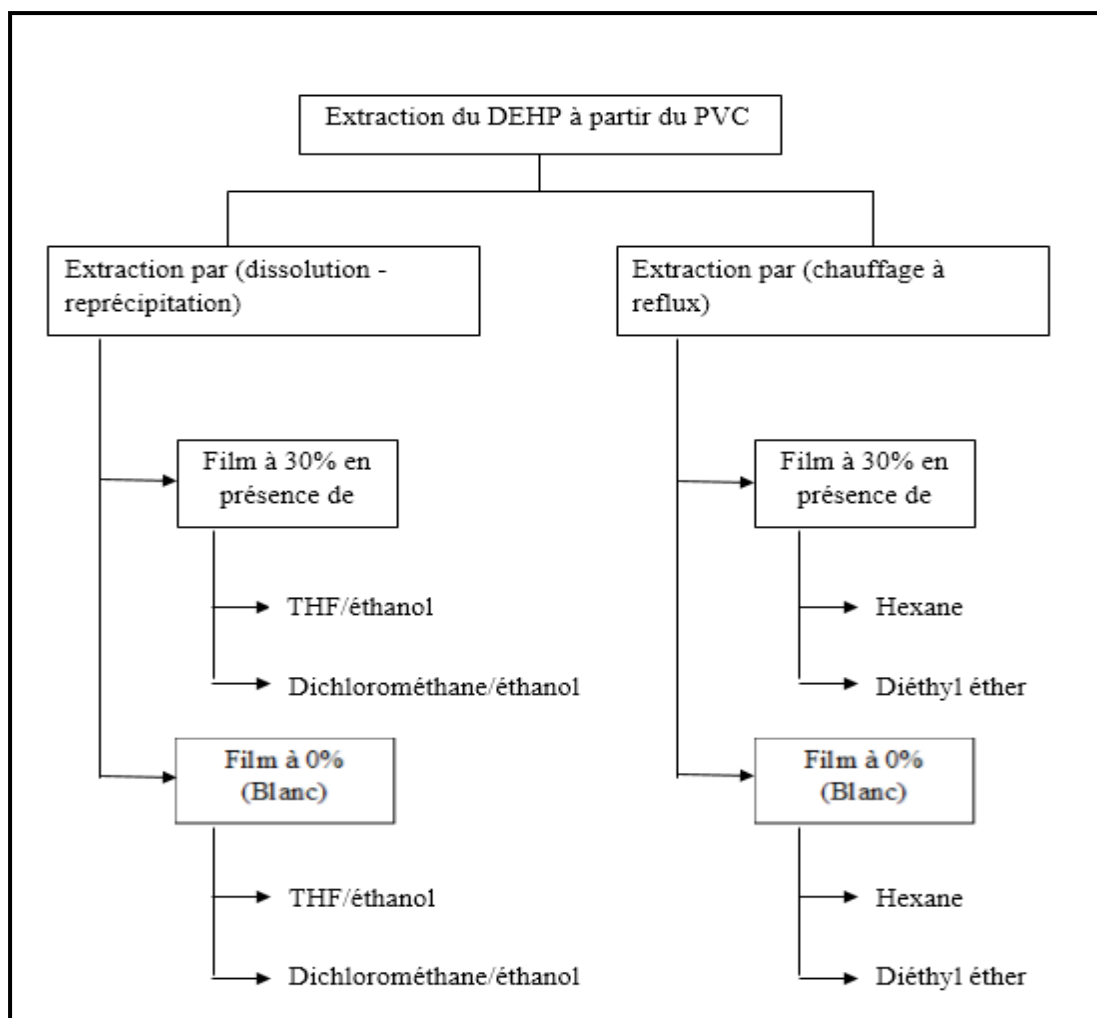 Extraction du DEHP à partir du PVC
Extraction par (dissolution -
reprécipitation)
Film à 30% en
présence de
THF/éthanol
Dichlorométhane/éthanol
Film à 0%
(Blanc)
THF/éthanol
Dichlorométhane/éthanol
Extraction par (chauffage à
reflux)
Film à 30% en
présence de
Hexane
Diéthyl éther
Film à 0%
(Blanc)
Hexane
Diéthyl éther